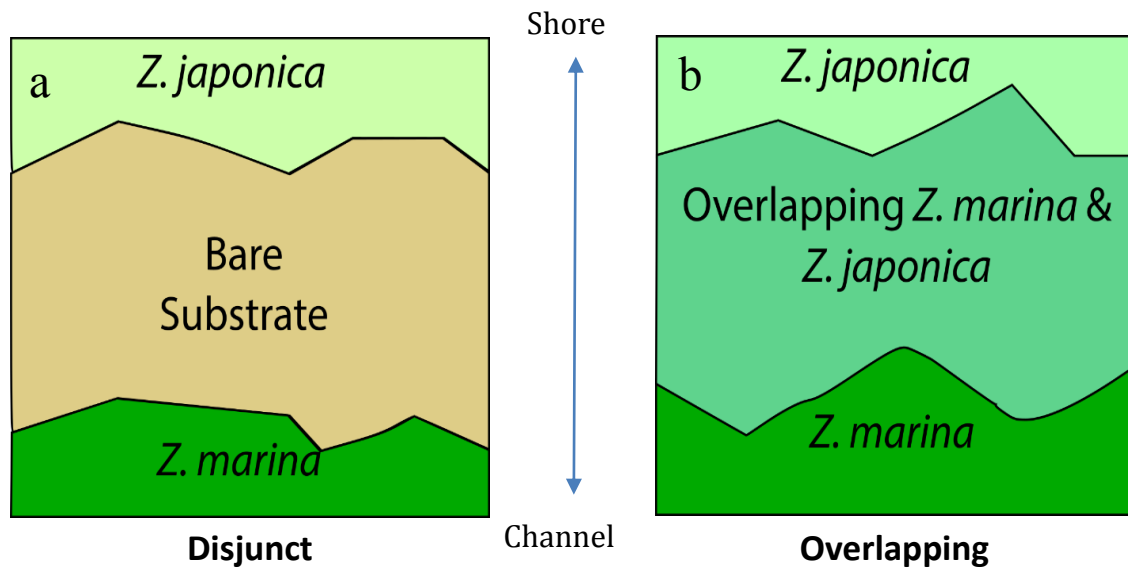 Shore
a
Z. japonica
Bare
Substrate
Z. marina
Disjunct
b
Z. japonica
Overlapping Z. marina &
Z. japonica
Z. marina
Overlapping
Channel